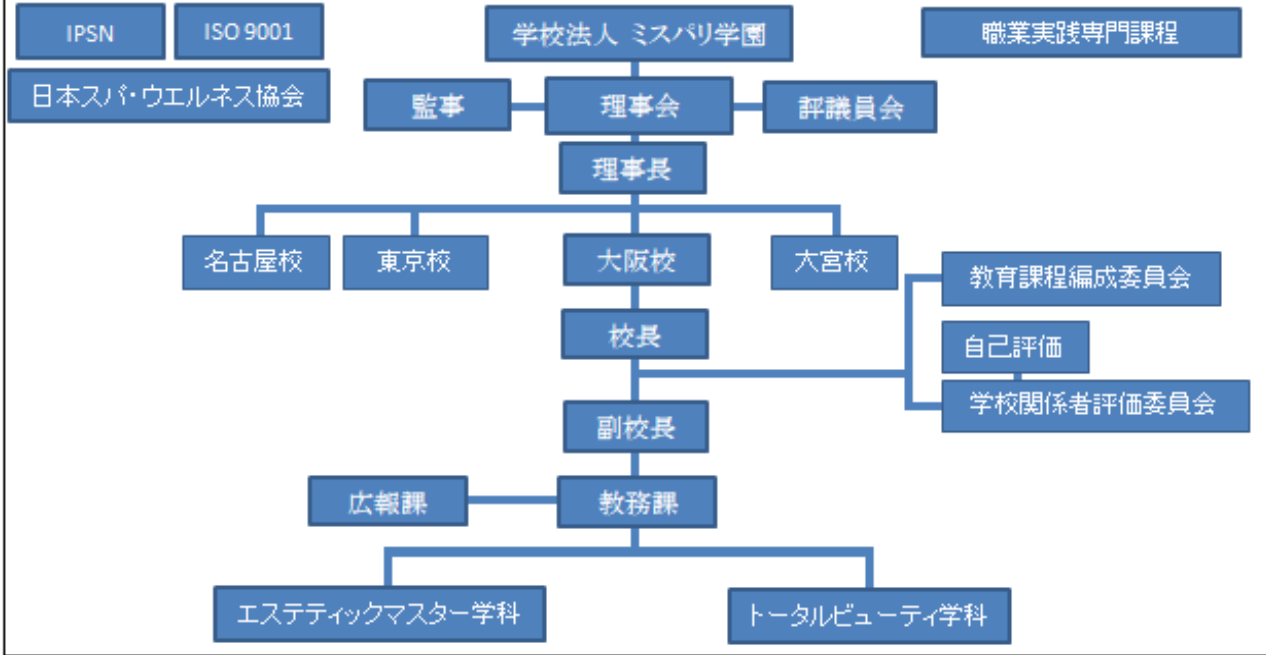 IPSN
ISO 9001
学校法人 ミスパリ学園
職業実践専門課程
日本スパ・ウエルネス協会
監事
理事会
評議員会
理事長
名古屋校
東京校
大阪校
大宮校
教育課程編成委員会
校長
自己評価
学校関係者評価委員会
副校長
広報課
教務課
エステティックマスター学科
トータルビューティ学科